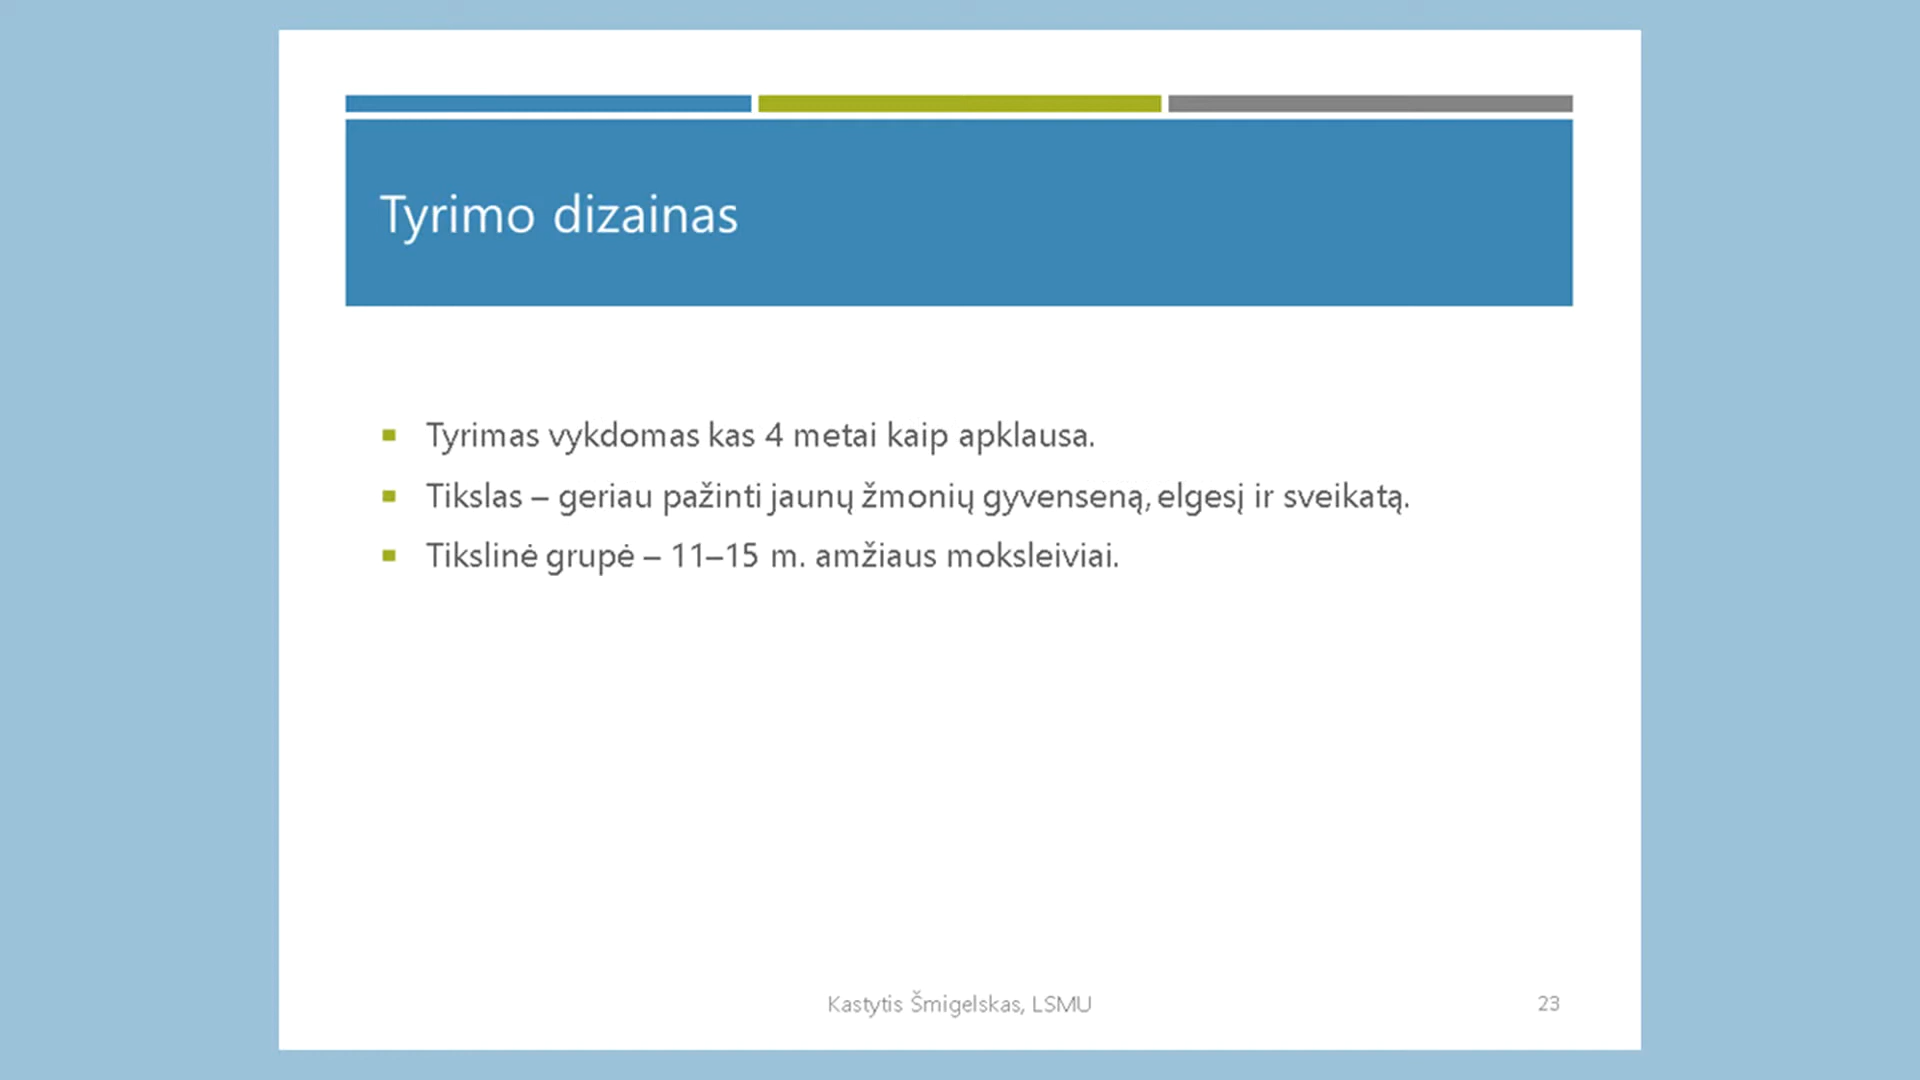 Tyrimo dizainas
Tyrimas vykdomas kas 4 metai kaip apklausa.
Tikslas – geriau pažinti jaunų žmonių gyvenseną, elgesį ir sveikatą.
Tikslinė grupė – 11–15 m. amžiaus moksleiviai.
Kastytis Šmigelskas, LSMU
23